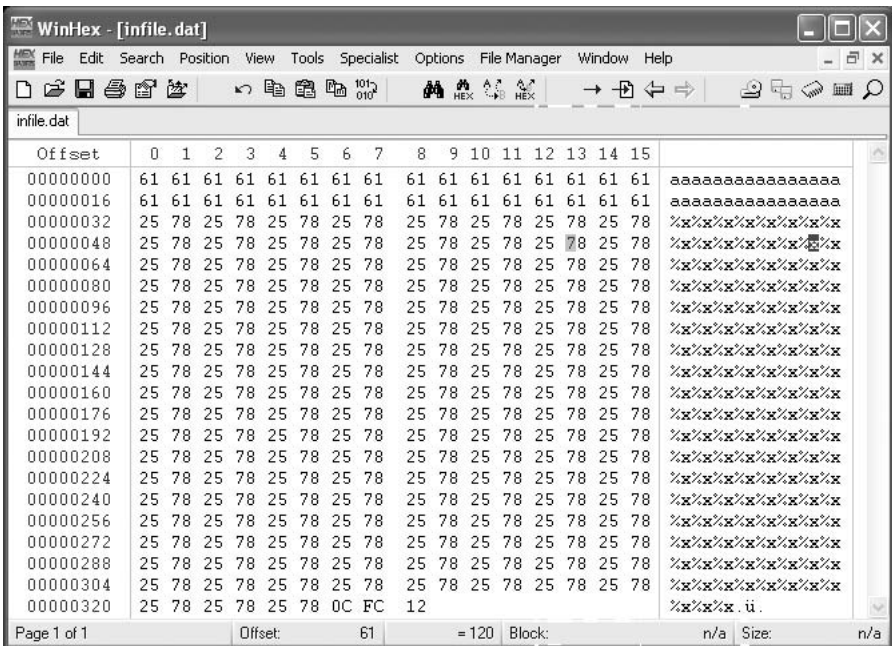 WinHex - [infile.dat]
File Edit Search Position View Tools Specialist Options File Manager Window Help
infile.dat
Offset 0 1 2 3 4 5 6 7 8 9 10 11 12 13 14 15
00000000 61 61 61 61 61 61 61 61 61 61 61 61 61 61 61 61 aaaaaaaaaaaaaaaa
00000016 61 61 61 61 61 61 61 61 61 61 61 61 61 61 61 61 aaaaaaaaaaaaaaaa
00000032 25 78 25 78 25 78 25 78 25 78 25 78 25 78 25 78 %x%x%x%x%x%x%x%x
00000048 25 78 25 78 25 78 25 78 25 78 25 78 25 78 25 78 %x%x%x%x%x%x%x%x
00000064 25 78 25 78 25 78 25 78 25 78 25 78 25 78 25 78 %x%x%x%x%x%x%x%x
00000080 25 78 25 78 25 78 25 78 25 78 25 78 25 78 25 78 %x%x%x%x%x%x%x%x
00000096 25 78 25 78 25 78 25 78 25 78 25 78 25 78 25 78 %x%x%x%x%x%x%x%x
00000112 25 78 25 78 25 78 25 78 25 78 25 78 25 78 25 78 %x%x%x%x%x%x%x%x
00000128 25 78 25 78 25 78 25 78 25 78 25 78 25 78 25 78 %x%x%x%x%x%x%x%x
00000144 25 78 25 78 25 78 25 78 25 78 25 78 25 78 25 78 %x%x%x%x%x%x%x%x
00000160 25 78 25 78 25 78 25 78 25 78 25 78 25 78 25 78 %x%x%x%x%x%x%x%x
00000176 25 78 25 78 25 78 25 78 25 78 25 78 25 78 25 78 %x%x%x%x%x%x%x%x
00000192 25 78 25 78 25 78 25 78 25 78 25 78 25 78 25 78 %x%x%x%x%x%x%x%x
00000208 25 78 25 78 25 78 25 78 25 78 25 78 25 78 25 78 %x%x%x%x%x%x%x%x
00000224 25 78 25 78 25 78 25 78 25 78 25 78 25 78 25 78 %x%x%x%x%x%x%x%x
00000240 25 78 25 78 25 78 25 78 25 78 25 78 25 78 25 78 %x%x%x%x%x%x%x%x
00000256 25 78 25 78 25 78 25 78 25 78 25 78 25 78 25 78 %x%x%x%x%x%x%x%x
00000272 25 78 25 78 25 78 25 78 25 78 25 78 25 78 25 78 %x%x%x%x%x%x%x%x
00000288 25 78 25 78 25 78 25 78 25 78 25 78 25 78 25 78 %x%x%x%x%x%x%x%x
00000304 25 78 25 78 25 78 25 78 25 78 25 78 25 78 25 78 %x%x%x%x%x%x%x%x
00000320 25 78 25 78 25 78 0C FC 12 %x%x%x.ü.
Page 1 of 1 Offset: 61 = 120 Block: n/a Size: n/a